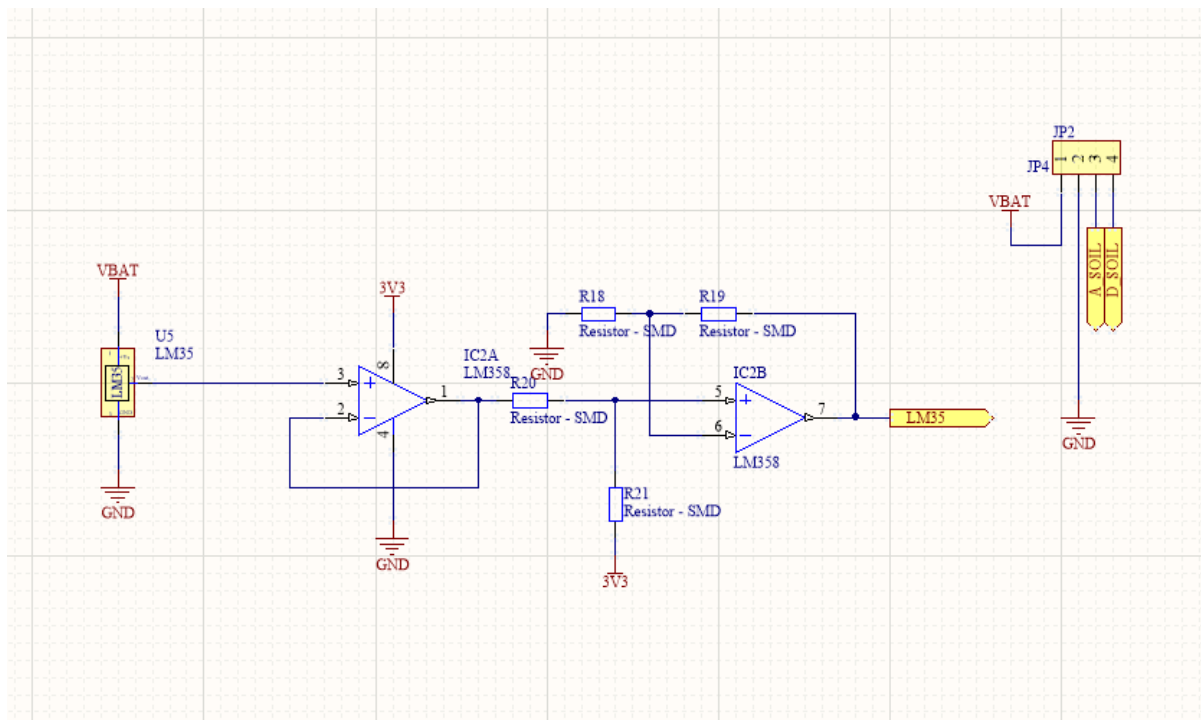 JP2
JP4
1
2
3
4
VBAT
A_SOIL
D_SOIL
GND
VBAT
U5
LM35
LM35
GND
3V3
3
2
8
4
1
IC2A
LM358
GND
R18
Resistor - SMD
GND
R19
Resistor - SMD
R20
Resistor - SMD
R21
Resistor - SMD
3V3
IC2B
5
6
7
LM358
LM35